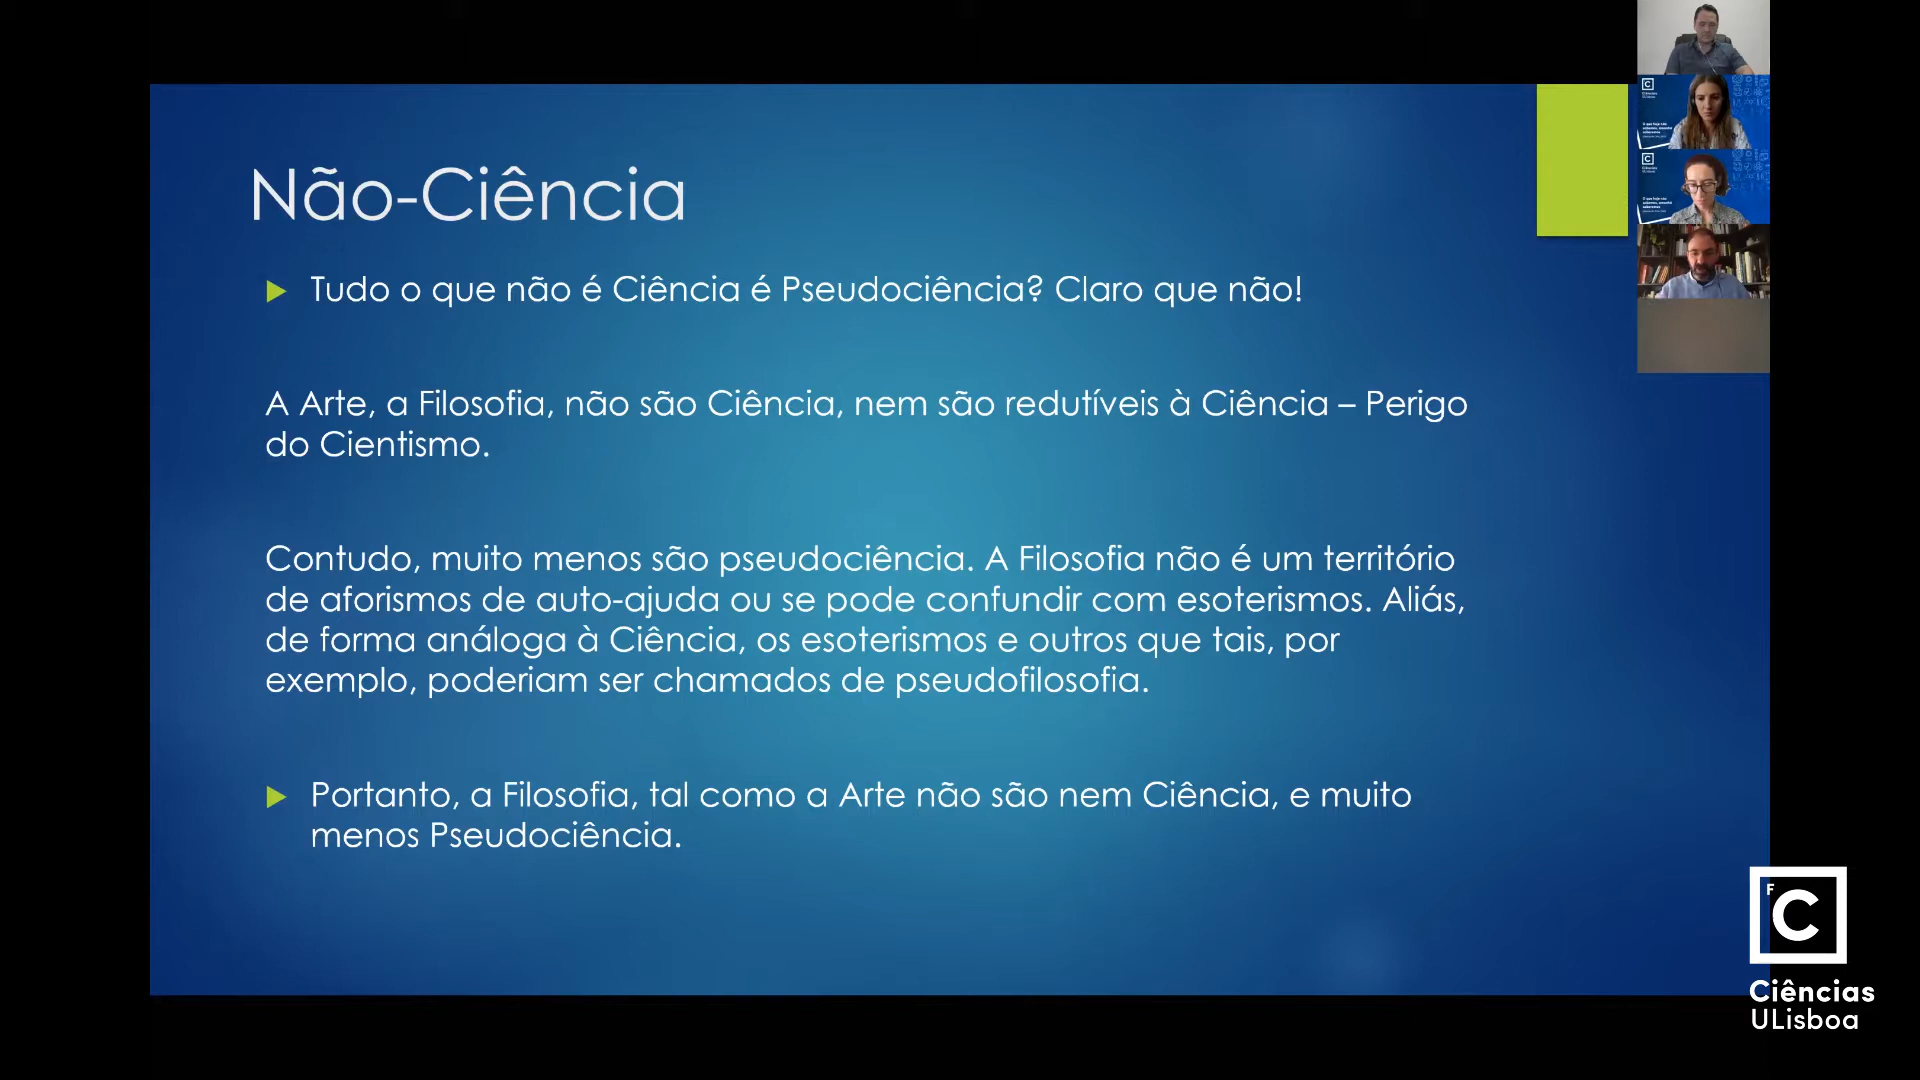 Não-Ciência
Tudo o que não é Ciência é Pseudociência? Claro que não!
A Arte, a Filosofia, não são Ciência, nem são redutíveis à Ciência – Perigo
do Cientismo.
Contudo, muito menos são pseudociência. A Filosofia não é um território
de aforismos de auto-ajuda ou se pode confundir com esoterismos. Aliás,
de forma análoga à Ciência, os esoterismos e outros que tais, por
exemplo, poderiam ser chamados de pseudofilosofia.
Portanto, a Filosofia, tal como a Arte não são nem Ciência, e muito
menos Pseudociência.
F
C
Ciências
ULisboa